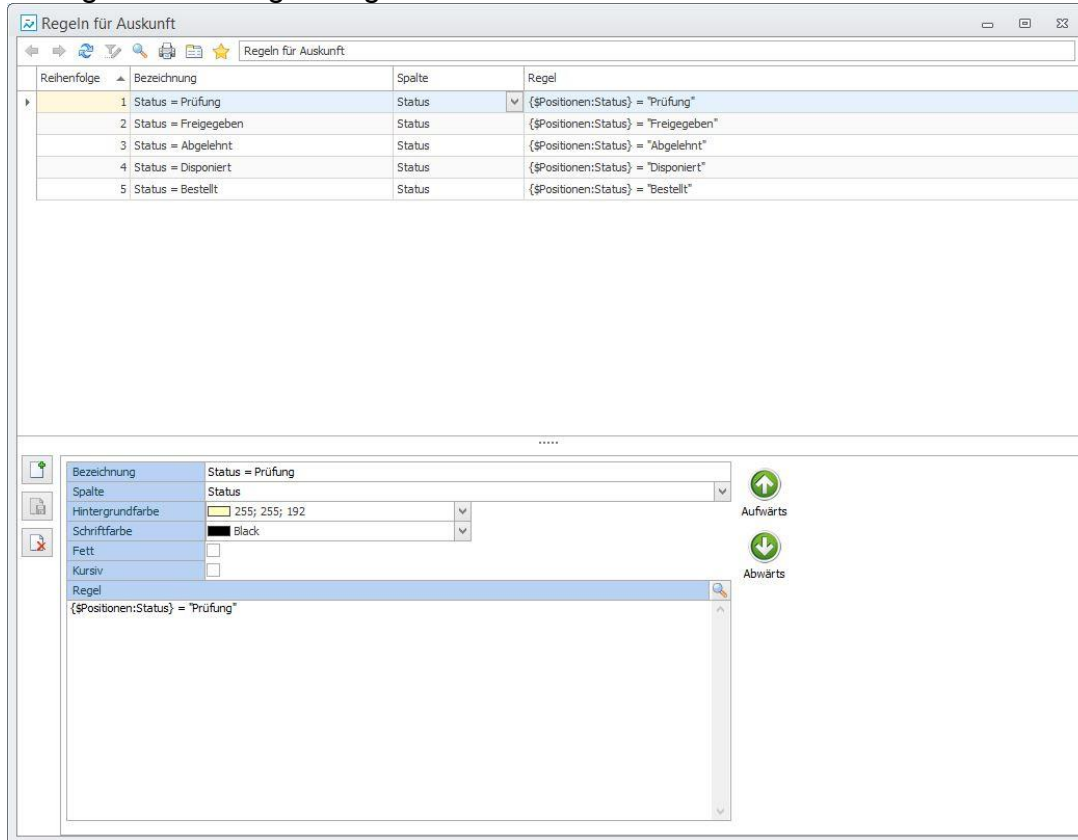 Regeln für Auskunft
Regeln für Auskunft
Reihenfolge Bezeichnung Spalte Regel
1 Status = Prüfung Status {$Positionen:Status} = "Prüfung"
2 Status = Freigegeben Status {$Positionen:Status} = "Freigegeben"
3 Status = Abgelehnt Status {$Positionen:Status} = "Abgelehnt"
4 Status = Disponiert Status {$Positionen:Status} = "Disponiert"
5 Status = Bestellt Status {$Positionen:Status} = "Bestellt"
Bezeichnung Status = Prüfung
Spalte Status
Hintergrundfarbe 255; 255; 192
Aufwärts
Schriftfarbe Black
Fett
Kursiv
Abwärts
Regel
{$Positionen:Status} = "Prüfung"